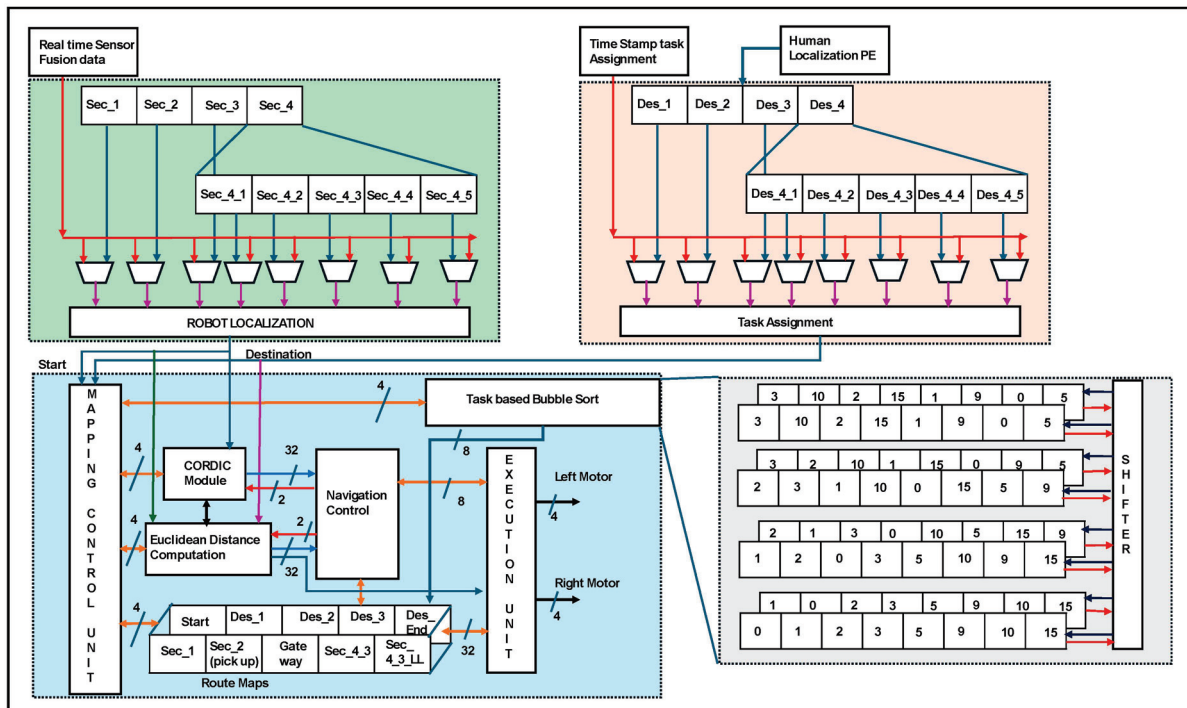 Real time Sensor
Fusion data
Time Stamp task
Assignment
Human
Localization PE
Sec_1 Sec_2 Sec_3 Sec_4
Des_1 Des_2 Des_3 Des_4
Sec_4_1 Sec_4_2 Sec_4_3 Sec_4_4 Sec_4_5
Des_4_1 Des_4_2 Des_4_3 Des_4_4 Des_4_5
ROBOT LOCALIZATION
Task Assignment
Start
Destination
MAPPING CONTROL UNIT
4
Task based Bubble Sort
8
4
CORDIC
Module
32
2
Navigation
Control
8
EXECUTION UNIT
Left Motor
4
4
Euclidean Distance
Computation
2
32
Right Motor
4
4
Start Des_1 Des_2 Des_3 Des_
End
32
Sec_1 Sec_2
(pick up) Gate
way Sec_4_3 Sec_
4_3_LL
Route Maps
3 10 2 15 1 9 0 5
3 10 2 15 1 9 0 5
3 2 10 1 15 0 9 5
2 3 1 10 0 15 5 9
2 1 3 0 10 5 15 9
1 2 0 3 5 10 9 15
1 0 2 3 5 9 10 15
0 1 2 3 5 9 10 15
SHIFTER